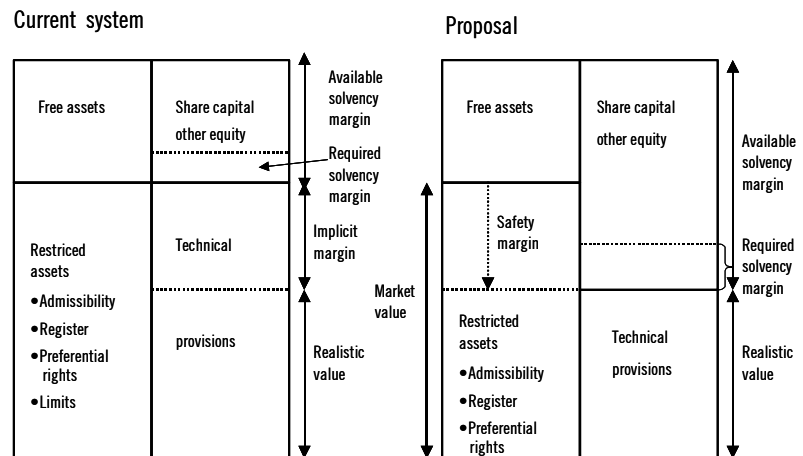 Current system
Free assets
Share capital
other equity
Available
solvency
margin
Required
solvency
margin
Restriced
assets
•Admissibility
•Register
•Preferential
rights
•Limits
Technical
provisions
Implicit
margin
Realistic
value
Proposal
Free assets
Share capital
other equity
Available
solvency
margin
Safety
margin
Required
solvency
margin
Market
value
Restricted
assets
•Admissibility
•Register
•Preferential
rights
Technical
provisions
Realistic
value